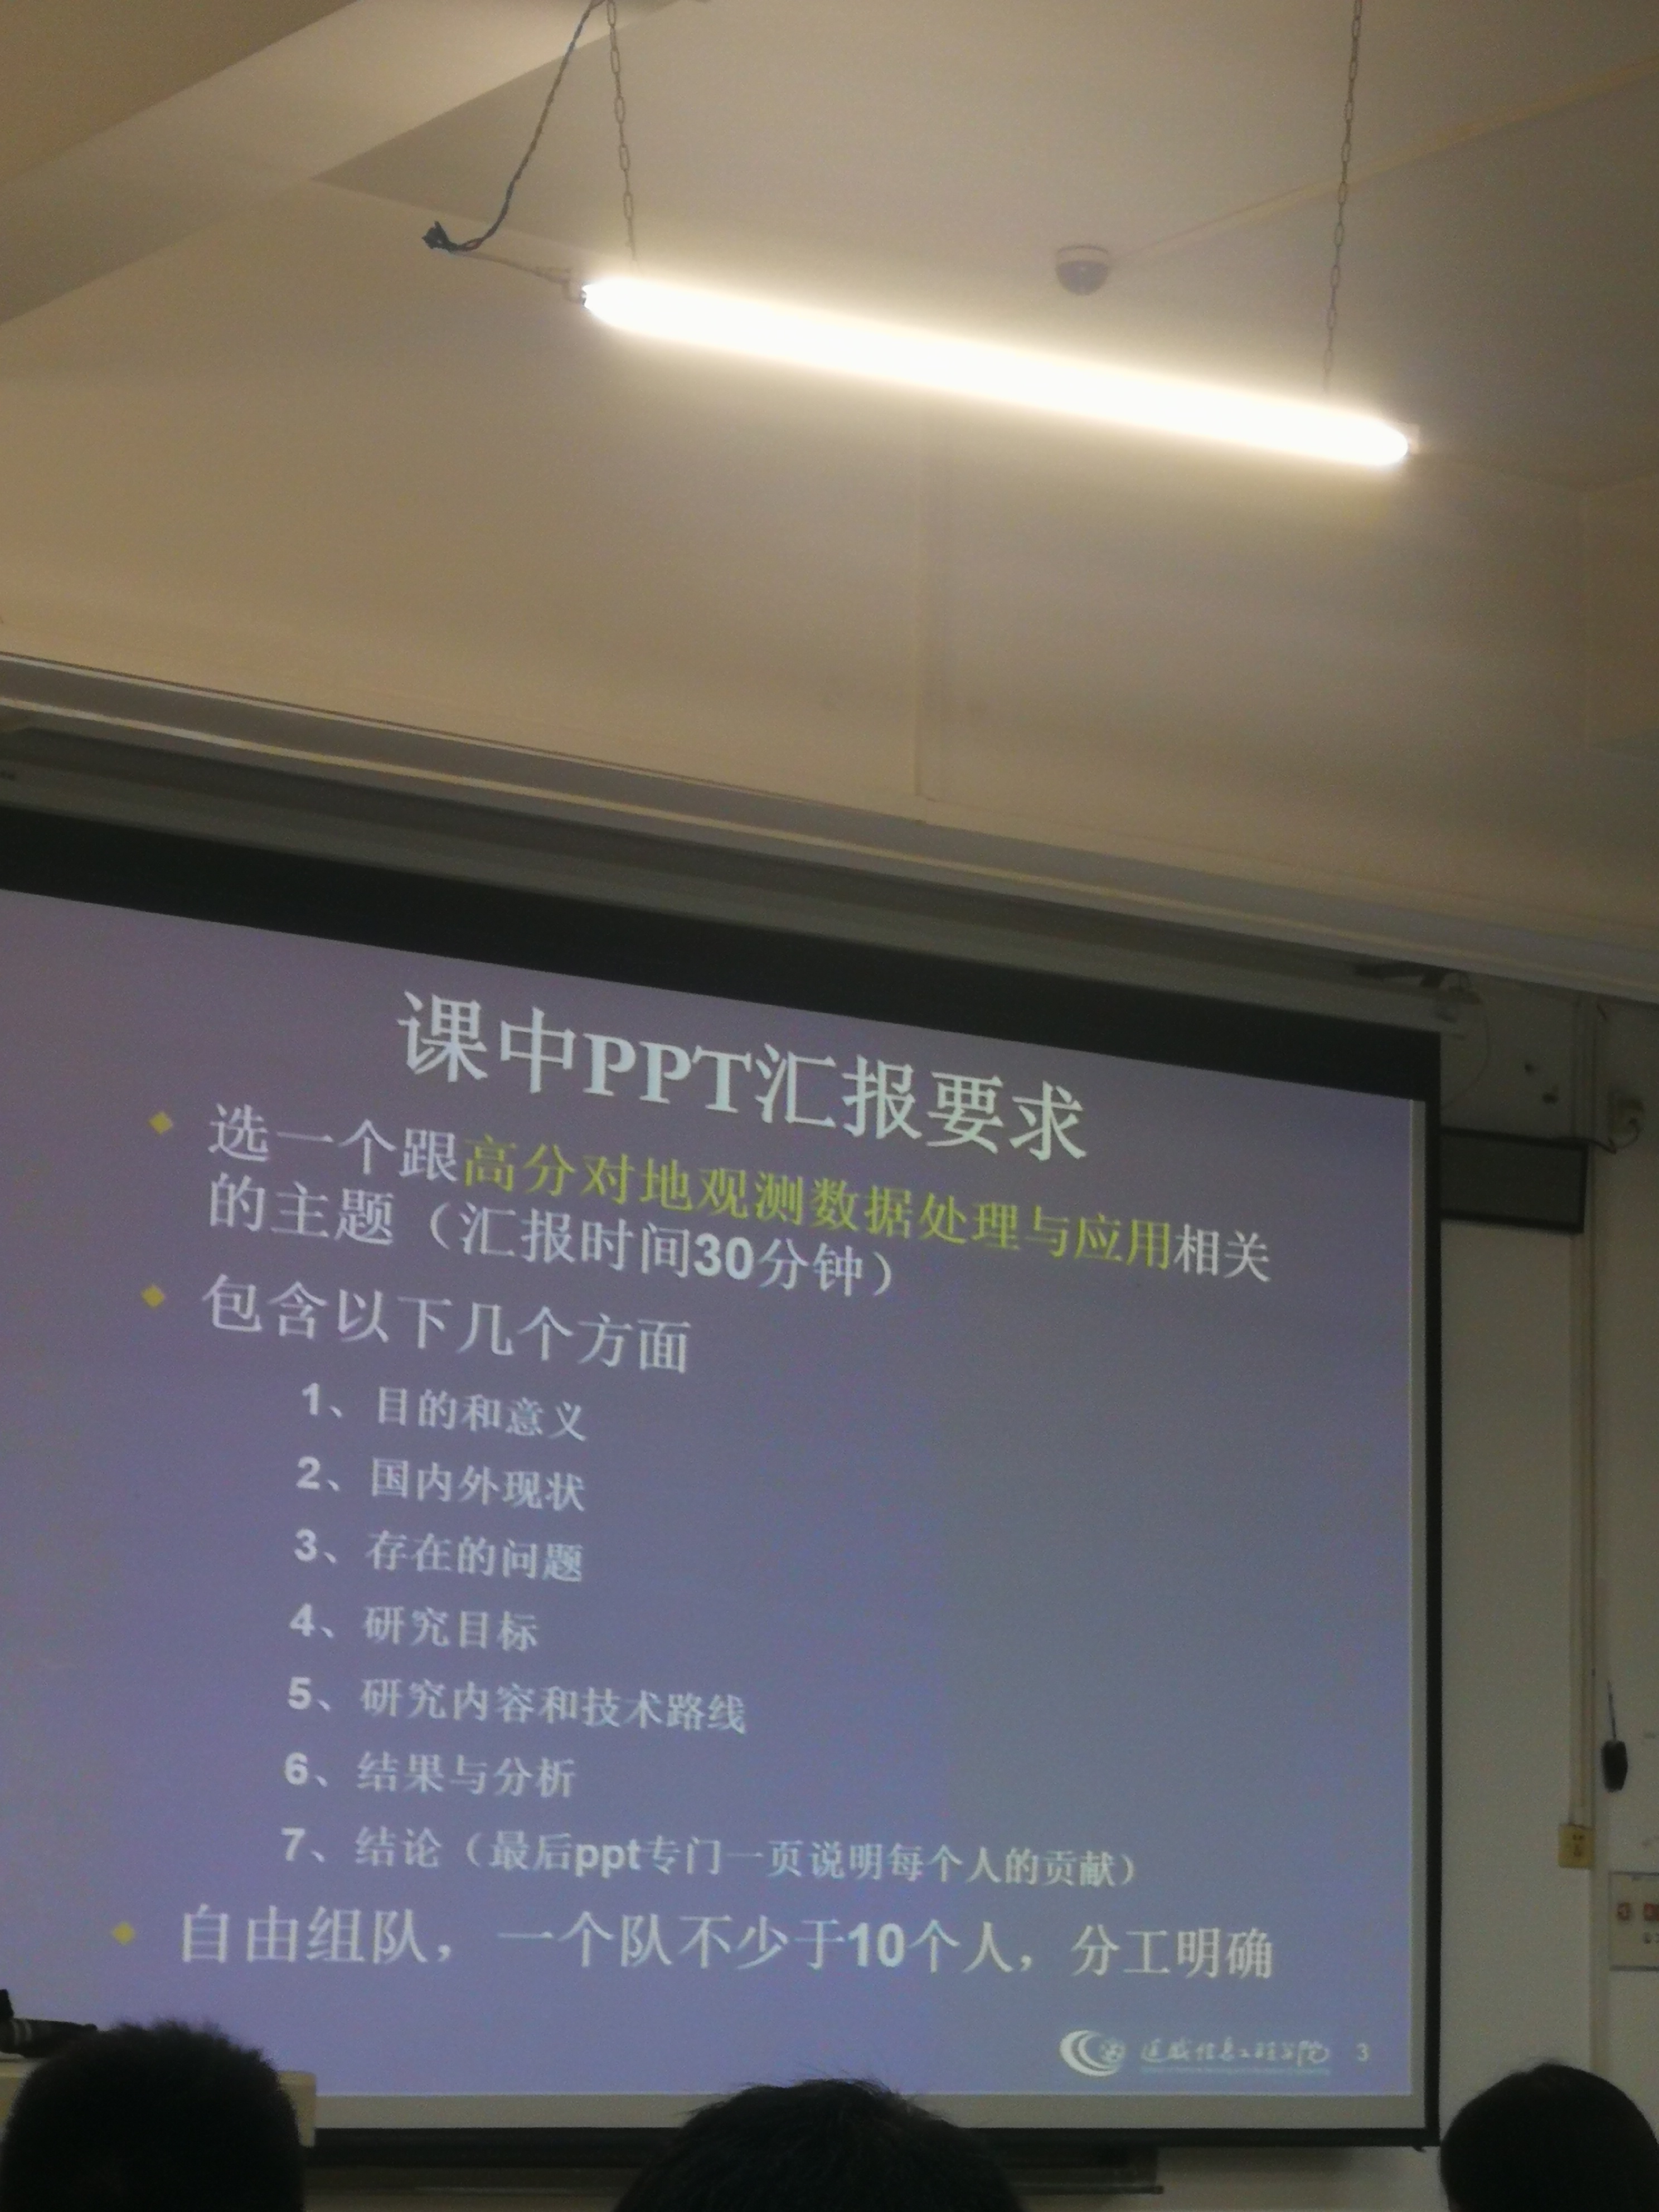 课中PPT汇报要求
选一个跟高分对地观测数据处理与应用相关
的主题（汇报时间30分钟）
包含以下几个方面
1、目的和意义
2、国内外现状
3、存在的问题
4、研究目标
5、研究内容和技术路线
6、结果与分析
7、结论（最后ppt专门一页说明每个人的贡献）
自由组队，一个队不少于10个人，分工明确
遥感信息工程学院 3